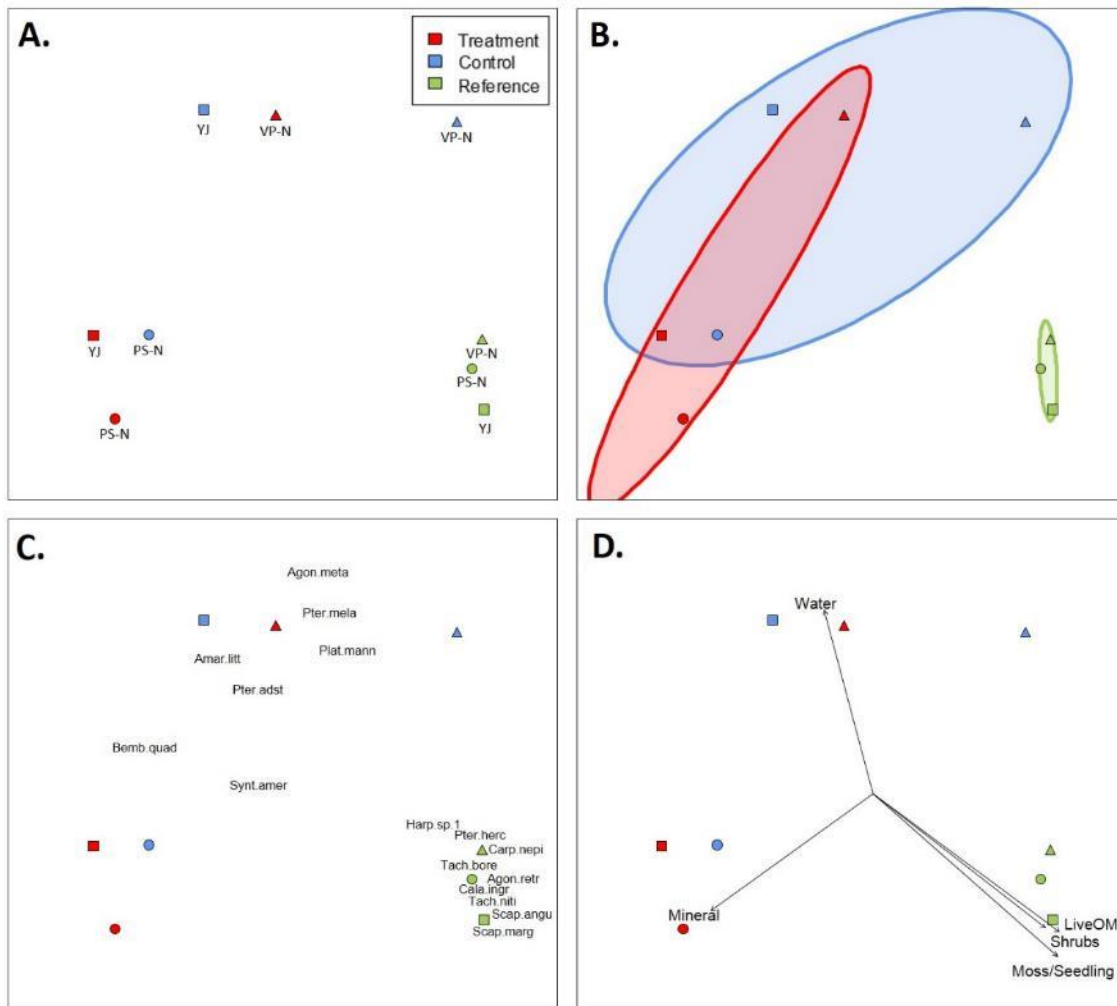 A.
Treatment
Control
Reference
YJ
VP-N
VP-N
YJ
PS-N
VP-N
PS-N
YJ
PS-N
B.
C.
Agon.meta
Pter.mela
Plat.mann
Amar.litt
Pter.adst
Bemb.quad
Synt.amer
Harp.sp.1
Pter.herc
Carp.nepi
Tach.bore
Agon.retr
Cala.ingr
Tach.niti
Scap.angu
Scap.marg
D.
Water
Mineral
LiveOM
Shrubs
Moss/Seedling